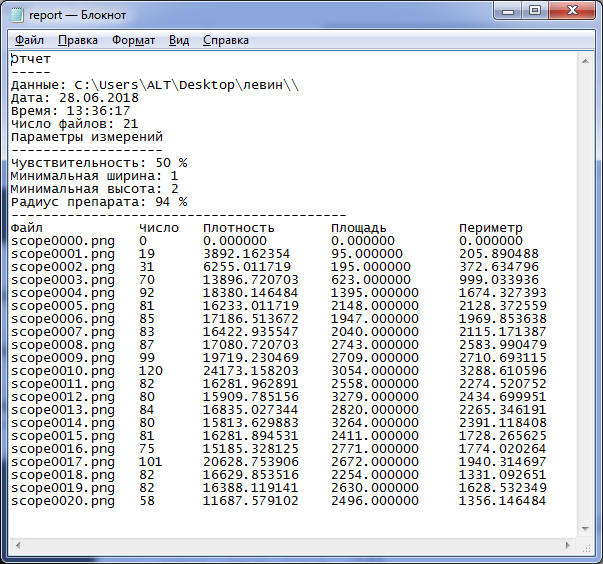 report — Блокнот
Файл Правка Формат Вид Справка
Отчет
-----
Данные: C:\Users\ALT\Desktop\левин\\
Дата: 28.06.2018
Время: 13:36:17
Число файлов: 21
Параметры измерений
--------------------
Чувствительность: 50 %
Минимальная ширина: 1
Минимальная высота: 2
Радиус препарата: 94 %
--------------------------------------------
Файл Число Плотность Площадь Периметр
scope0000.png 0 0.000000 0.000000 0.000000
scope0001.png 19 3892.162354 95.000000 205.890488
scope0002.png 31 6255.011719 195.000000 372.634796
scope0003.png 70 13896.720703 623.000000 999.033936
scope0004.png 92 18380.146484 1395.000000 1674.327393
scope0005.png 81 16233.011719 2148.000000 2128.372559
scope0006.png 85 17186.513672 1947.000000 1969.853638
scope0007.png 83 16422.935547 2040.000000 2115.171387
scope0008.png 87 17080.720703 2743.000000 2583.990479
scope0009.png 99 19719.230469 2709.000000 2710.693115
scope0010.png 120 24173.158203 3054.000000 3288.610596
scope0011.png 82 16281.962891 2558.000000 2274.520752
scope0012.png 80 15909.785156 3279.000000 2434.699951
scope0013.png 84 16835.027344 2820.000000 2265.346191
scope0014.png 80 15813.629883 3264.000000 2391.118408
scope0015.png 81 16281.894531 2411.000000 1728.265625
scope0016.png 75 15185.328125 2771.000000 1774.020264
scope0017.png 101 20628.753906 2672.000000 1940.314697
scope0018.png 82 16629.853516 2254.000000 1331.092651
scope0019.png 82 16388.119141 2630.000000 1628.532349
scope0020.png 58 11687.579102 2496.000000 1356.146484